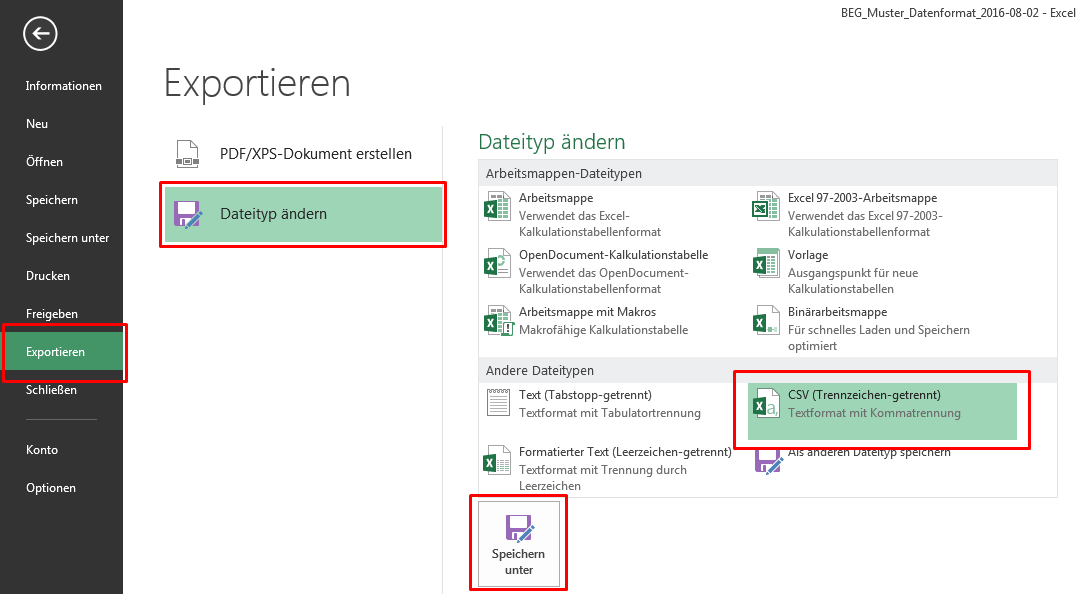 BEG_Muster_Datenformat_2016-08-02 - Excel
Informationen
Neu
Öffnen
Speichern
Speichern unter
Drucken
Freigeben
Exportieren
Schließen
Konto
Optionen
Exportieren
PDF/XPS-Dokument erstellen
Dateityp ändern
Dateityp ändern
Arbeitsmappen-Dateitypen
Arbeitsmappe
Verwendet das Excel-
Kalkulationstabellenformat
Excel 97-2003-Arbeitsmappe
Verwendet das Excel 97-2003-
Kalkulationstabellenformat
OpenDocument-Kalkulationstabelle
Verwendet das OpenDocument-
Kalkulationstabellenformat
Vorlage
Ausgangspunkt für neue
Kalkulationstabellen
Arbeitsmappe mit Makros
Makrofähige Kalkulationstabelle
Binärarbeitsmappe
Für schnelles Laden und Speichern
optimiert
Andere Dateitypen
Text (Tabstopp-getrennt)
Textformat mit Tabulatortrennung
CSV (Trennzeichen-getrennt)
Textformat mit Kommatrennung
Formatierter Text (Leerzeichen-getrennt)
Textformat mit Trennung durch
Leerzeichen
Als anderen Dateityp speichern
Speichern
unter